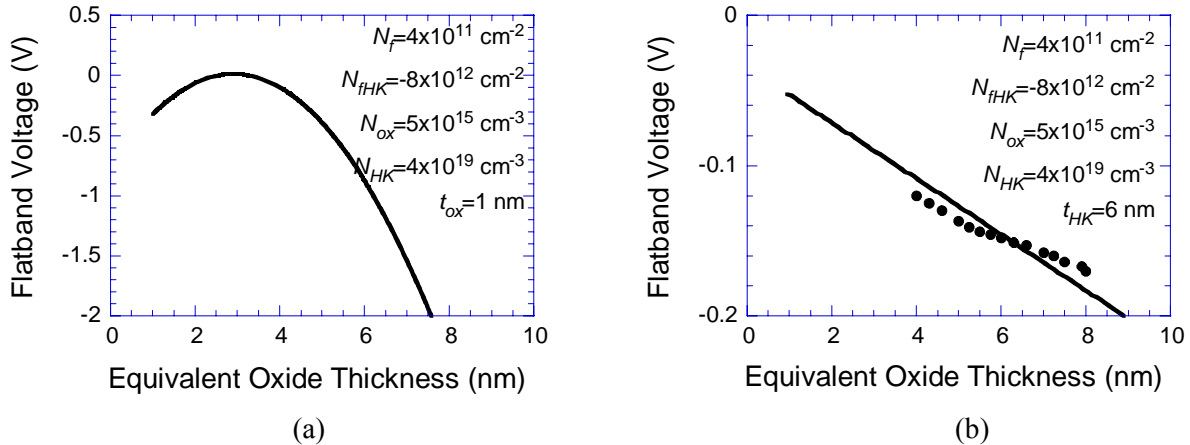 0.5
0
-0.5
-1
-1.5
-2
0 2 4 6 8 10
Flatband Voltage (V)
Equivalent Oxide Thickness (nm)
N_f=4x10^11 cm^-2
N_fHK=-8x10^12 cm^-2
N_ox=5x10^15 cm^-3
N_HK=4x10^19 cm^-3
t_ox=1 nm
(a)
0
-0.1
-0.2
0 2 4 6 8 10
Flatband Voltage (V)
Equivalent Oxide Thickness (nm)
N_f=4x10^11 cm^-2
N_fHK=-8x10^12 cm^-2
N_ox=5x10^15 cm^-3
N_HK=4x10^19 cm^-3
t_HK=6 nm
(b)